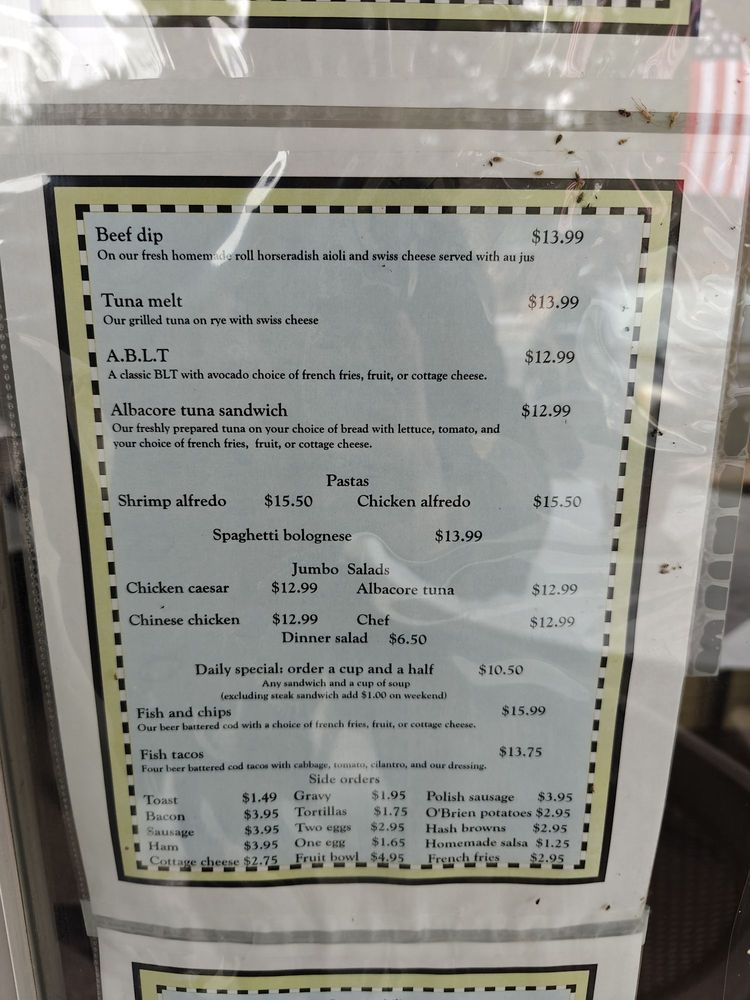 Beef dip $13.99
On our fresh homemade roll horseradish aioli and swiss cheese served with au jus
Tuna melt $13.99
Our grilled tuna on rye with swiss cheese
A.B.L.T $12.99
A classic BLT with avocado choice of french fries, fruit, or cottage cheese.
Albacore tuna sandwich $12.99
Our freshly prepared tuna on your choice of bread with lettuce, tomato, and
your choice of french fries, fruit, or cottage cheese.
Pastas
Shrimp alfredo $15.50 Chicken alfredo $15.50
Spaghetti bolognese $13.99
Jumbo Salads
Chicken caesar $12.99 Albacore tuna $12.99
Chinese chicken $12.99 Chef $12.99
Dinner salad $6.50
Daily special: order a cup and a half $10.50
Any sandwich and a cup of soup
(excluding steak sandwich add $1.00 on weekend)
Fish and chips $15.99
Our beer battered cod with a choice of french fries, fruit, or cottage cheese.
Fish tacos $13.75
Four beer battered cod tacos with cabbage, tomato, cilantro, and our dressing.
Side orders
Toast $1.49 Gravy $1.95 Polish sausage $3.95
Bacon $3.95 Tortillas $1.75 O'Brien potatoes $2.95
Sausage $3.95 Two eggs $2.95 Hash browns $2.95
Ham $3.95 One egg $1.65 Homemade salsa $1.25
Cottage cheese $2.75 Fruit bowl $4.95 French fries $2.95